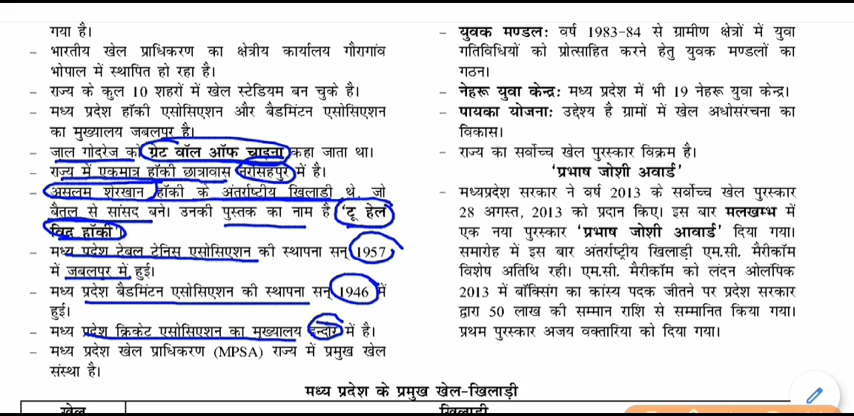 गया है।
- भारतीय खेल प्राधिकरण का क्षेत्रीय कार्यालय गौरागांव
भोपाल में स्थापित हो रहा है।
- राज्य के कुल 10 शहरों में खेल स्टेडियम बन चुके है।
- मध्य प्रदेश हॉकी एसोसिएशन और बैडमिंटन एसोसिएशन
का मुख्यालय जबलपुर है।
- जाल गोदरेज को ग्रेट वॉल ऑफ चाइना कहा जाता था।
- राज्य में एकमात्र हॉकी छात्रावास नरसिंहपुर में है।
- असलम शेरखान हॉकी के अंतर्राष्ट्रीय खिलाड़ी थे, जो
बैतूल से सांसद बने। उनकी पुस्तक का नाम है 'टू हेल
विद हॉकी'
- मध्य प्रदेश टेबल टेनिस एसोसिएशन की स्थापना सन् 1957
में जबलपुर में हुई।
- मध्य प्रदेश बैडमिंटन एसोसिएशन की स्थापना सन् 1946 में
हुई।
- मध्य प्रदेश क्रिकेट एसोसिएशन का मुख्यालय इन्दौर में है।
- मध्य प्रदेश खेल प्राधिकरण (MPSA) राज्य में प्रमुख खेल
संस्था है।
- युवक मण्डल: वर्ष 1983-84 से ग्रामीण क्षेत्रों में युवा
गतिविधियों को प्रोत्साहित करने हेतु युवक मण्डलों का
गठन।
- नेहरू युवा केन्द्र: मध्य प्रदेश में भी 19 नेहरू युवा केन्द्र।
- पायका योजना: उद्देश्य है ग्रामों में खेल अधोसंरचना का
विकास।
- राज्य का सर्वोच्च खेल पुरस्कार विक्रम है।
'प्रभाष जोशी अवार्ड'
- मध्यप्रदेश सरकार ने वर्ष 2013 के सर्वोच्च खेल पुरस्कार
28 अगस्त, 2013 को प्रदान किए। इस बार मलखम्भ में
एक नया पुरस्कार 'प्रभाष जोशी आवार्ड' दिया गया।
समारोह में इस बार अंतर्राष्ट्रीय खिलाड़ी एम.सी. मैरीकॉम
विशेष अतिथि रही। एम.सी. मैरीकॉम को लंदन ओलंपिक
2013 में बॉक्सिंग का कांस्य पदक जीतने पर प्रदेश सरकार
द्वारा 50 लाख की सम्मान राशि से सम्मानित किया गया।
प्रथम पुरस्कार अजय वक्तारिया को दिया गया।
मध्य प्रदेश के प्रमुख खेल-खिलाड़ी
खेल
खिलाड़ी